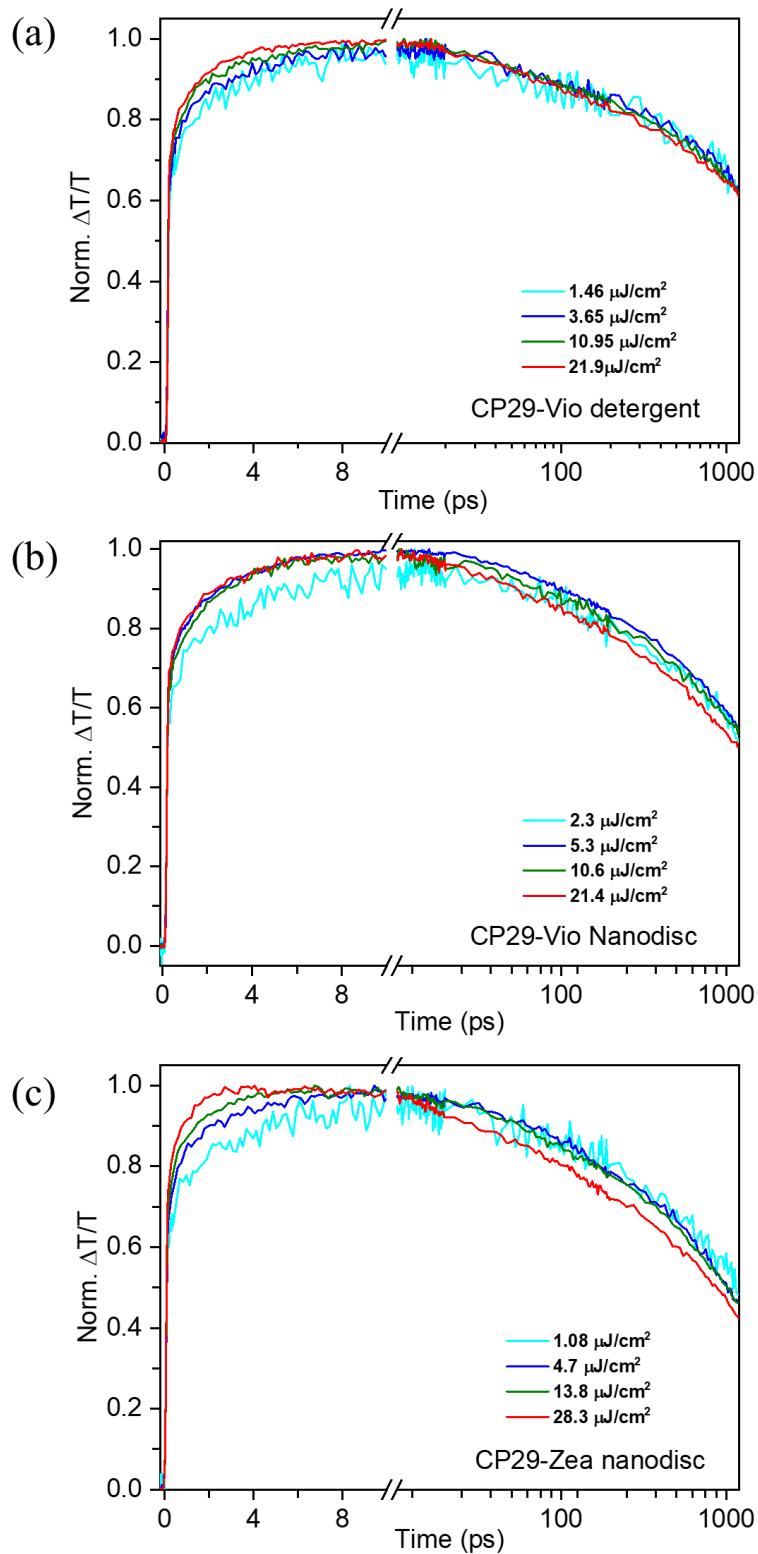 (a)
Norm. ΔT/T
1.0
0.8
0.6
0.4
0.2
0.0
1.46 μJ/cm²
3.65 μJ/cm²
10.95 μJ/cm²
21.9μJ/cm²
CP29-Vio detergent
0 4 8 100 1000
Time (ps)
(b)
Norm. ΔT/T
1.0
0.8
0.6
0.4
0.2
0.0
2.3 μJ/cm²
5.3 μJ/cm²
10.6 μJ/cm²
21.4 μJ/cm²
CP29-Vio Nanodisc
0 4 8 100 1000
Time (ps)
(c)
Norm. ΔT/T
1.0
0.8
0.6
0.4
0.2
0.0
1.08 μJ/cm²
4.7 μJ/cm²
13.8 μJ/cm²
28.3 μJ/cm²
CP29-Zea nanodisc
0 4 8 100 1000
Time (ps)